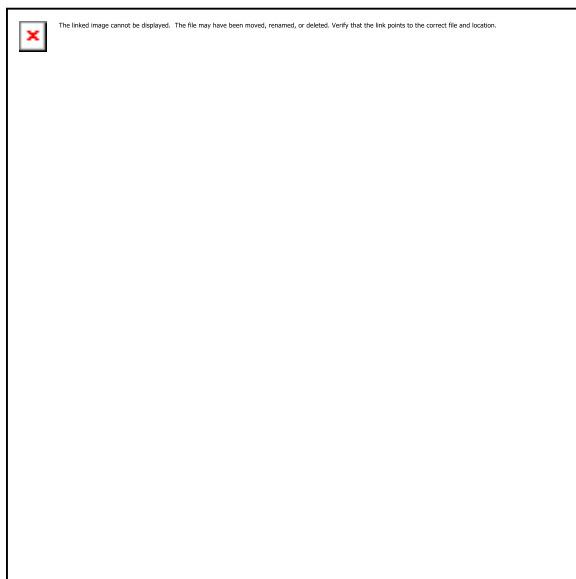 The linked image cannot be displayed. The file may have been moved, renamed, or deleted. Verify that the link points to the correct file and location.